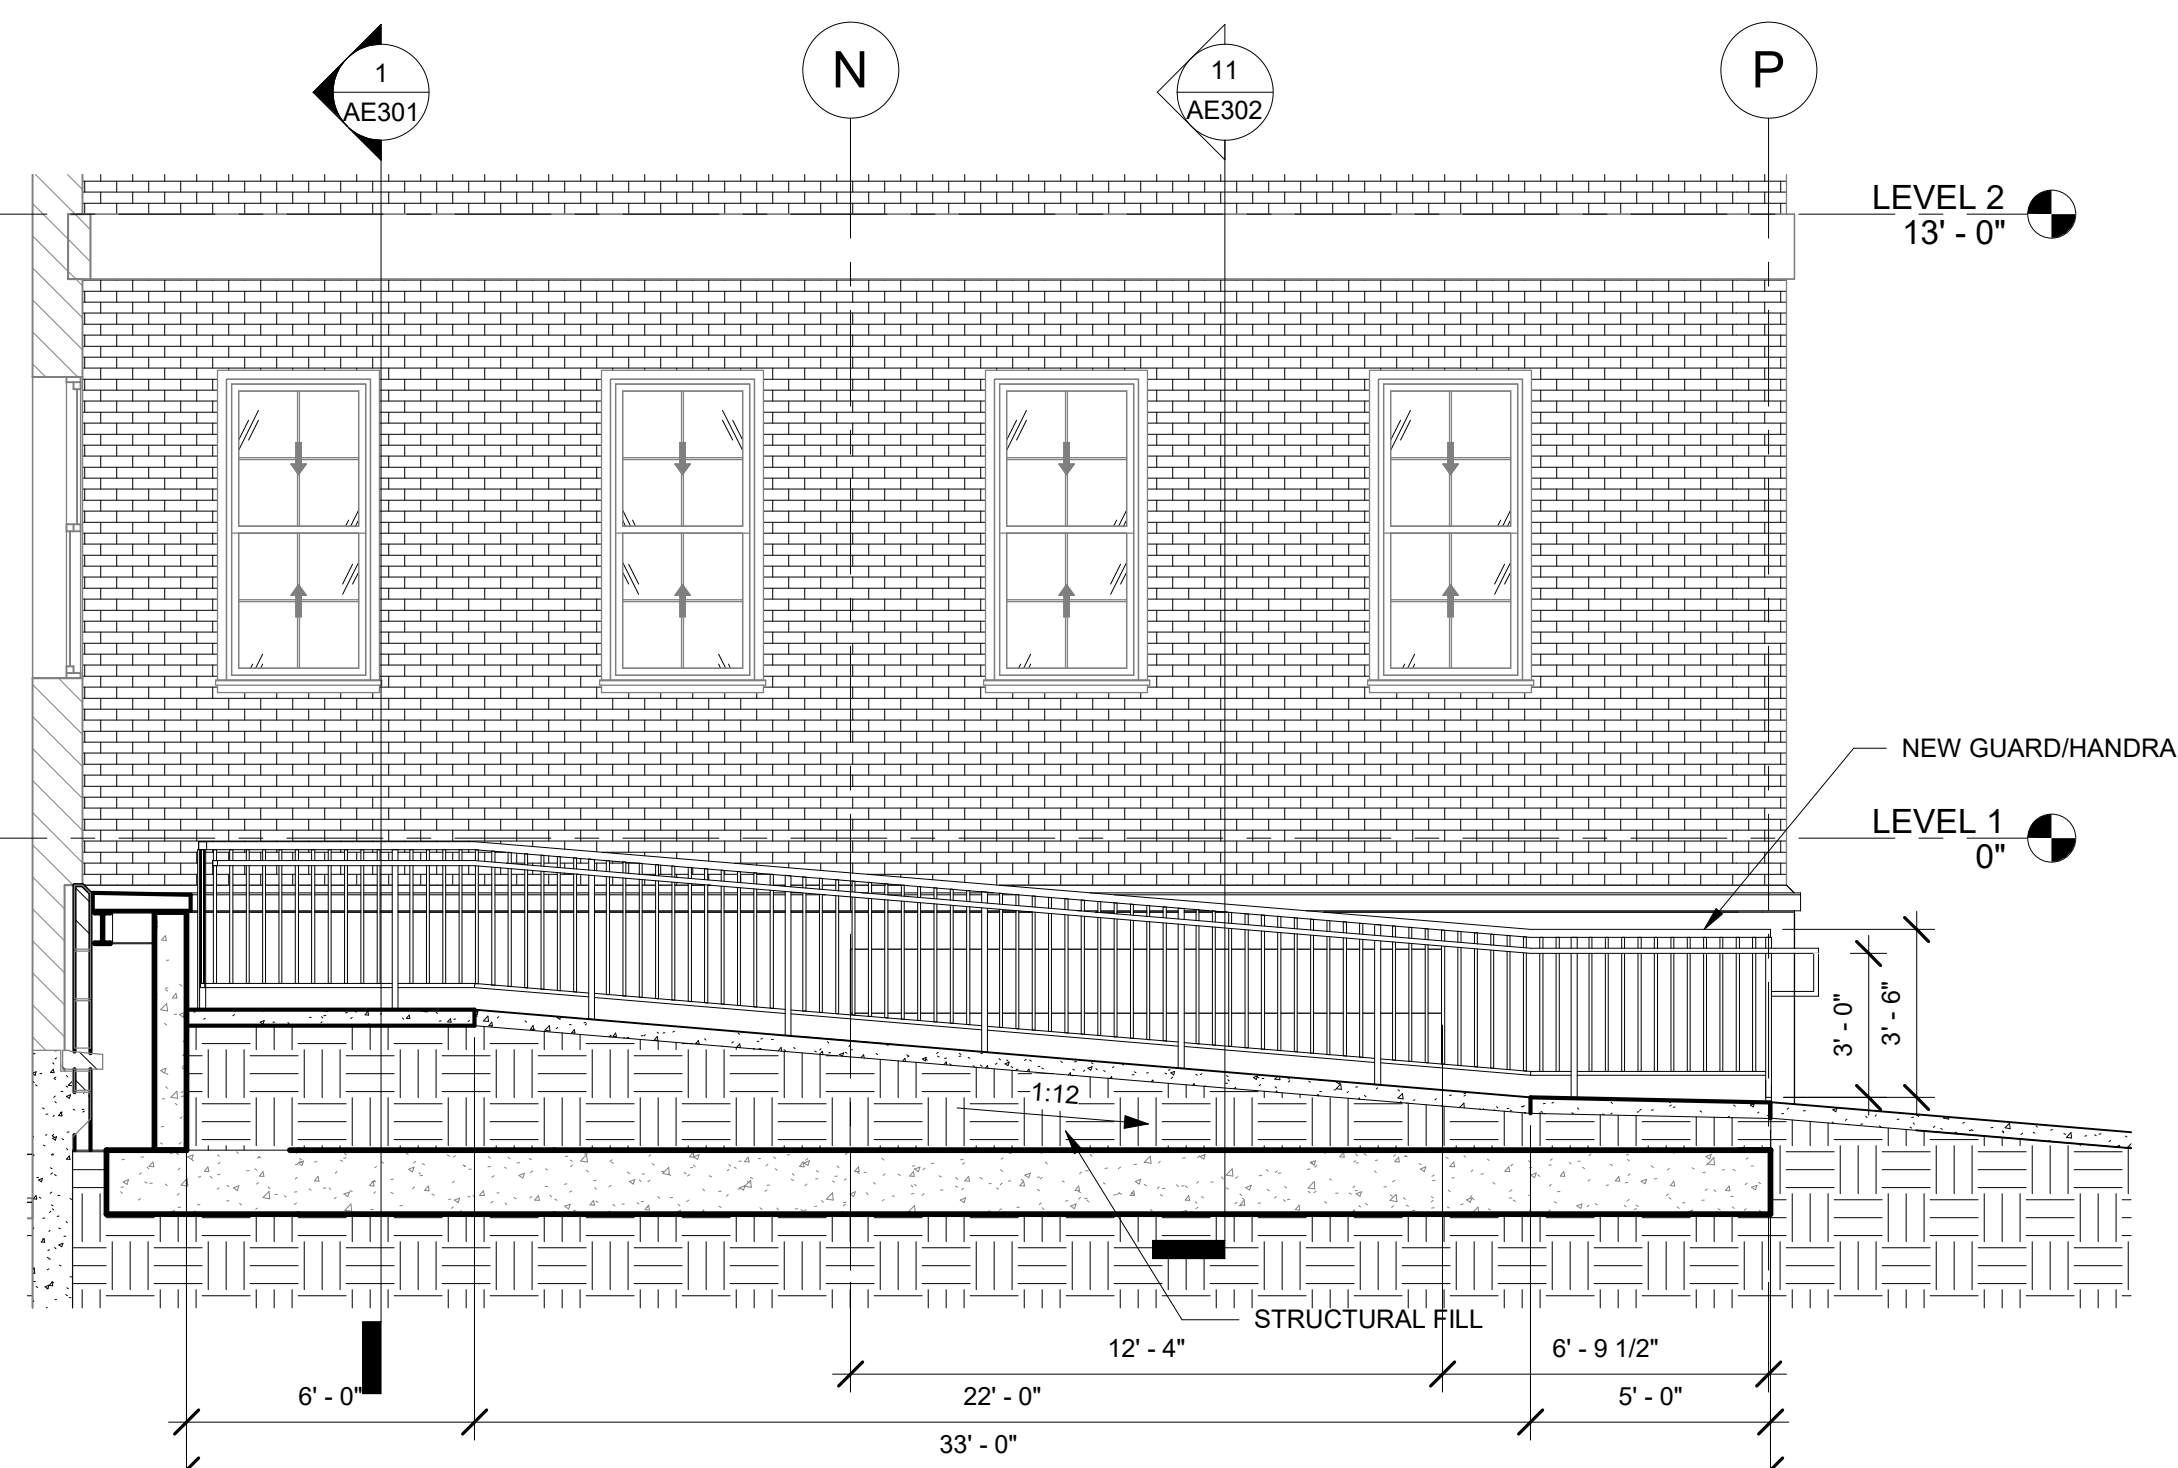 1
AE301
N
11
AE302
P
LEVEL 2
13' - 0"
NEW GUARD/HANDRA
LEVEL 1
0"
3' - 0"
3' - 6"
1:12
STRUCTURAL FILL
12' - 4"
6' - 9 1/2"
6' - 0"
22' - 0"
5' - 0"
33' - 0"